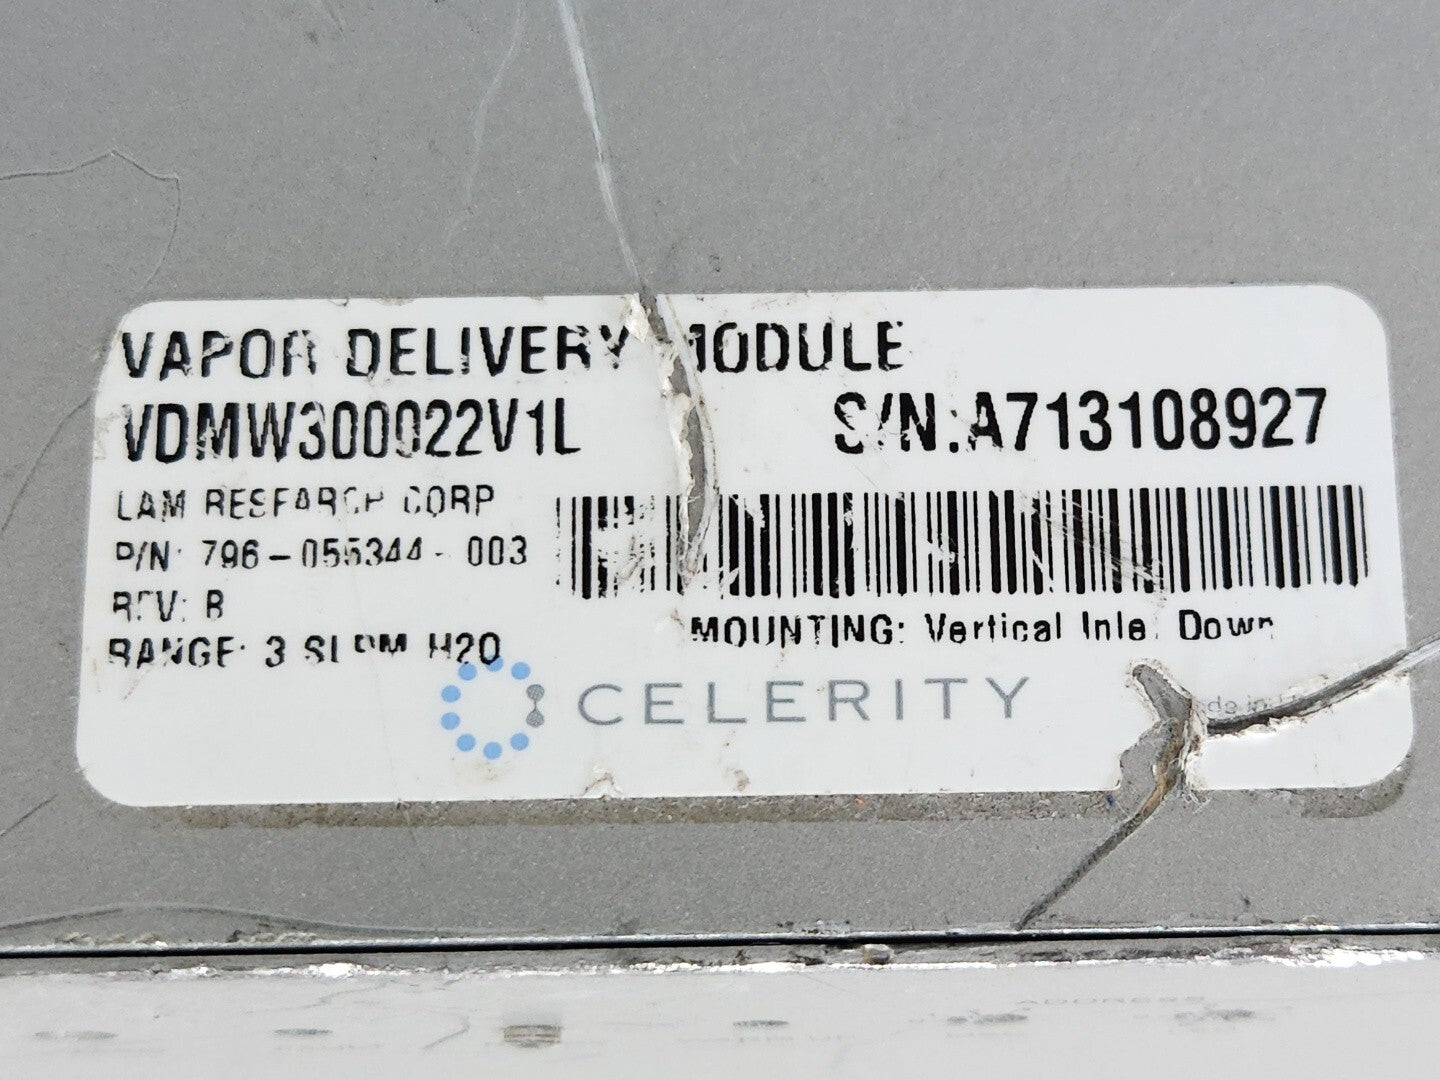 VAPOR DELIVERY MODULE
VDMW300022V1L
S/N:A713108927
LAM RESEARCH CORP
P/N: 796-055344-003
REV: B
RANGE: 3 SLPM H2O
MOUNTING: Vertical Inlet Down
CELERITY